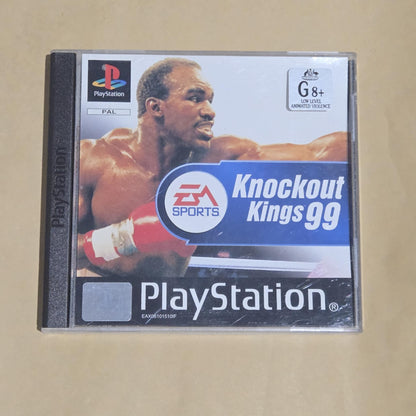 PlayStation
PlayStation
PAL
G 8+
LOW LEVEL
ANIMATED VIOLENCE
EA
SPORTS
Knockout
Kings 99
PlayStation®